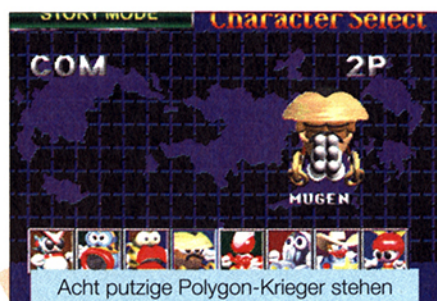 STORY MODE
Character Select
COM
2P
MUGEN
Acht putzige Polygon-Krieger stehen